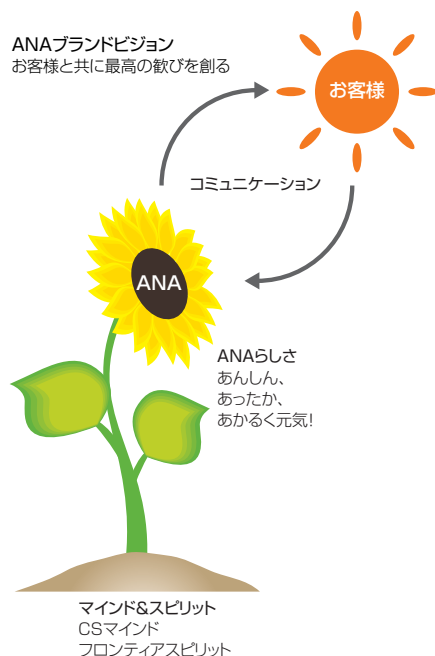 ANAブランドビジョン
お客様と共に最高の歓びを創る
お客様
コミュニケーション
ANA
ANAらしさ
あんしん、
あったか、
あかるく元気!
マインド&スピリット
CSマインド
フロンティアスピリット